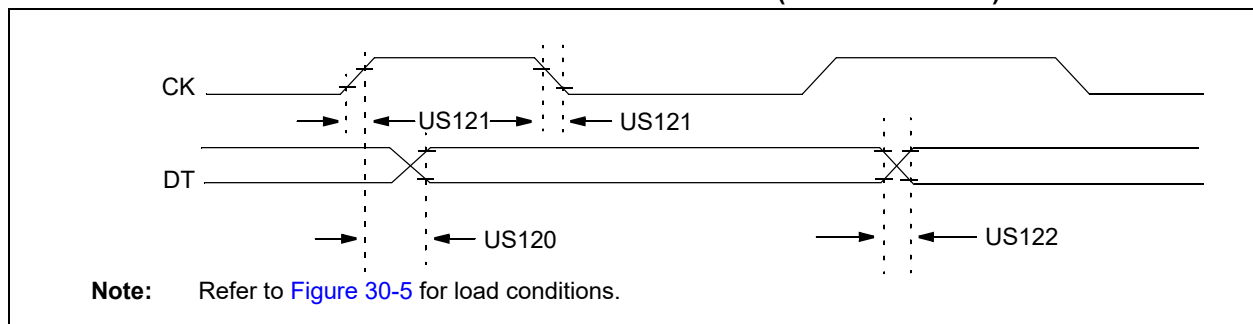 CK
US121 US121
DT
US120
US122
Note: Refer to Figure 30-5 for load conditions.